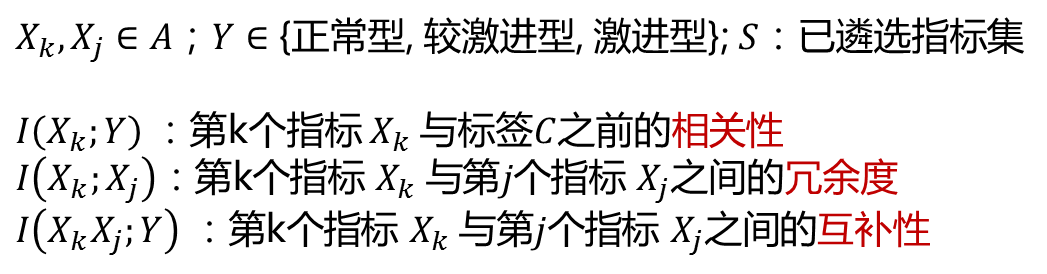 X_k, X_j ∈ A ; Y ∈ {正常型, 较激进型, 激进型}; S：已遴选指标集
I(X_k; Y) ：第k个指标 X_k 与标签C之前的相关性
I(X_k; X_j)：第k个指标 X_k 与第j个指标 X_j之间的冗余度
I(X_k X_j; Y) ：第k个指标 X_k 与第j个指标 X_j之间的互补性